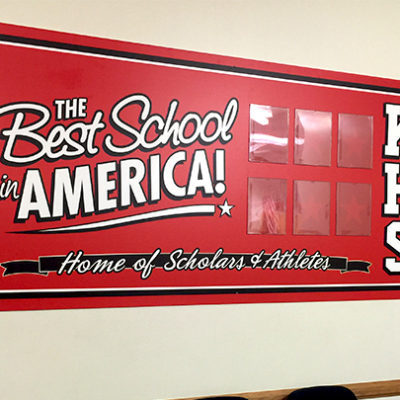 THE
Best School
in AMERICA!
Home of Scholars & Athletes
K
H
S